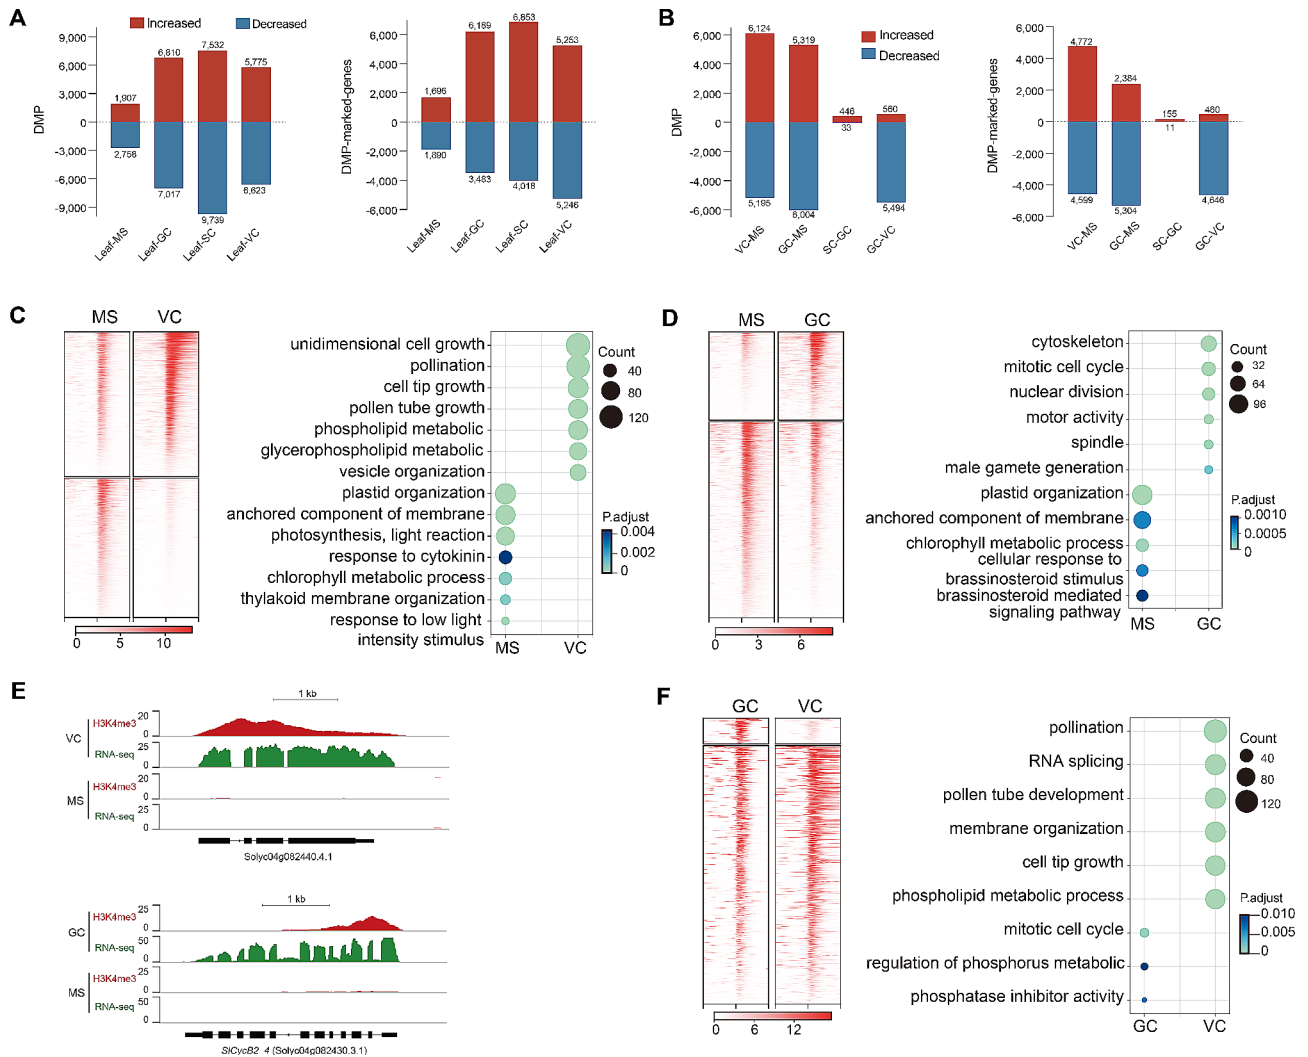 A
Increased
Decreased
DMP
9,000
6,000
3,000
0
-3,000
-6,000
-9,000
1,907
6,810
7,532
5,775
2,758
7,017
9,739
6,623
Leaf-MS
Leaf-GC
Leaf-SC
Leaf-VC
DMP-marked-genes
6,000
4,000
2,000
0
-2,000
-4,000
-6,000
1,696
6,169
6,853
5,253
1,890
3,483
4,018
5,246
Leaf-MS
Leaf-GC
Leaf-SC
Leaf-VC
B
Increased
Decreased
DMP
6,000
4,000
2,000
0
-2,000
-4,000
-6,000
6,124
5,319
446
560
5,195
6,004
33
5,494
VC-MS
GC-MS
SC-GC
GC-VC
DMP-marked-genes
6,000
4,000
2,000
0
-2,000
-4,000
-6,000
4,772
2,384
155
460
4,599
5,304
11
4,646
VC-MS
GC-MS
SC-GC
GC-VC
C
MS
VC
0
5
10
unidimensional cell growth
pollination
cell tip growth
pollen tube growth
phospholipid metabolic
glycerophospholipid metabolic
vesicle organization
plastid organization
anchored component of membrane
photosynthesis, light reaction
response to cytokinin
chlorophyll metabolic process
thylakoid membrane organization
response to low light
intensity stimulus
MS
VC
Count
40
80
120
P.adjust
0.004
0.002
0
D
MS
GC
0
3
6
cytoskeleton
mitotic cell cycle
nuclear division
motor activity
spindle
male gamete generation
plastid organization
anchored component of membrane
chlorophyll metabolic process
cellular response to
brassinosteroid stimulus
brassinosteroid mediated
signaling pathway
MS
GC
Count
32
64
96
P.adjust
0.0010
0.0005
0
E
1 kb
VC
H3K4me3
20
0
RNA-seq
25
0
MS
H3K4me3
20
0
RNA-seq
25
0
Solyc04g082440.4.1
1 kb
GC
H3K4me3
25
0
RNA-seq
50
0
MS
H3K4me3
25
0
RNA-seq
50
0
SlCycB2_4 (Solyc04g082430.3.1)
F
GC
VC
0
6
12
pollination
RNA splicing
pollen tube development
membrane organization
cell tip growth
phospholipid metabolic process
mitotic cell cycle
regulation of phosphorus metabolic
phosphatase inhibitor activity
GC
VC
Count
40
80
120
P.adjust
0.010
0.005
0